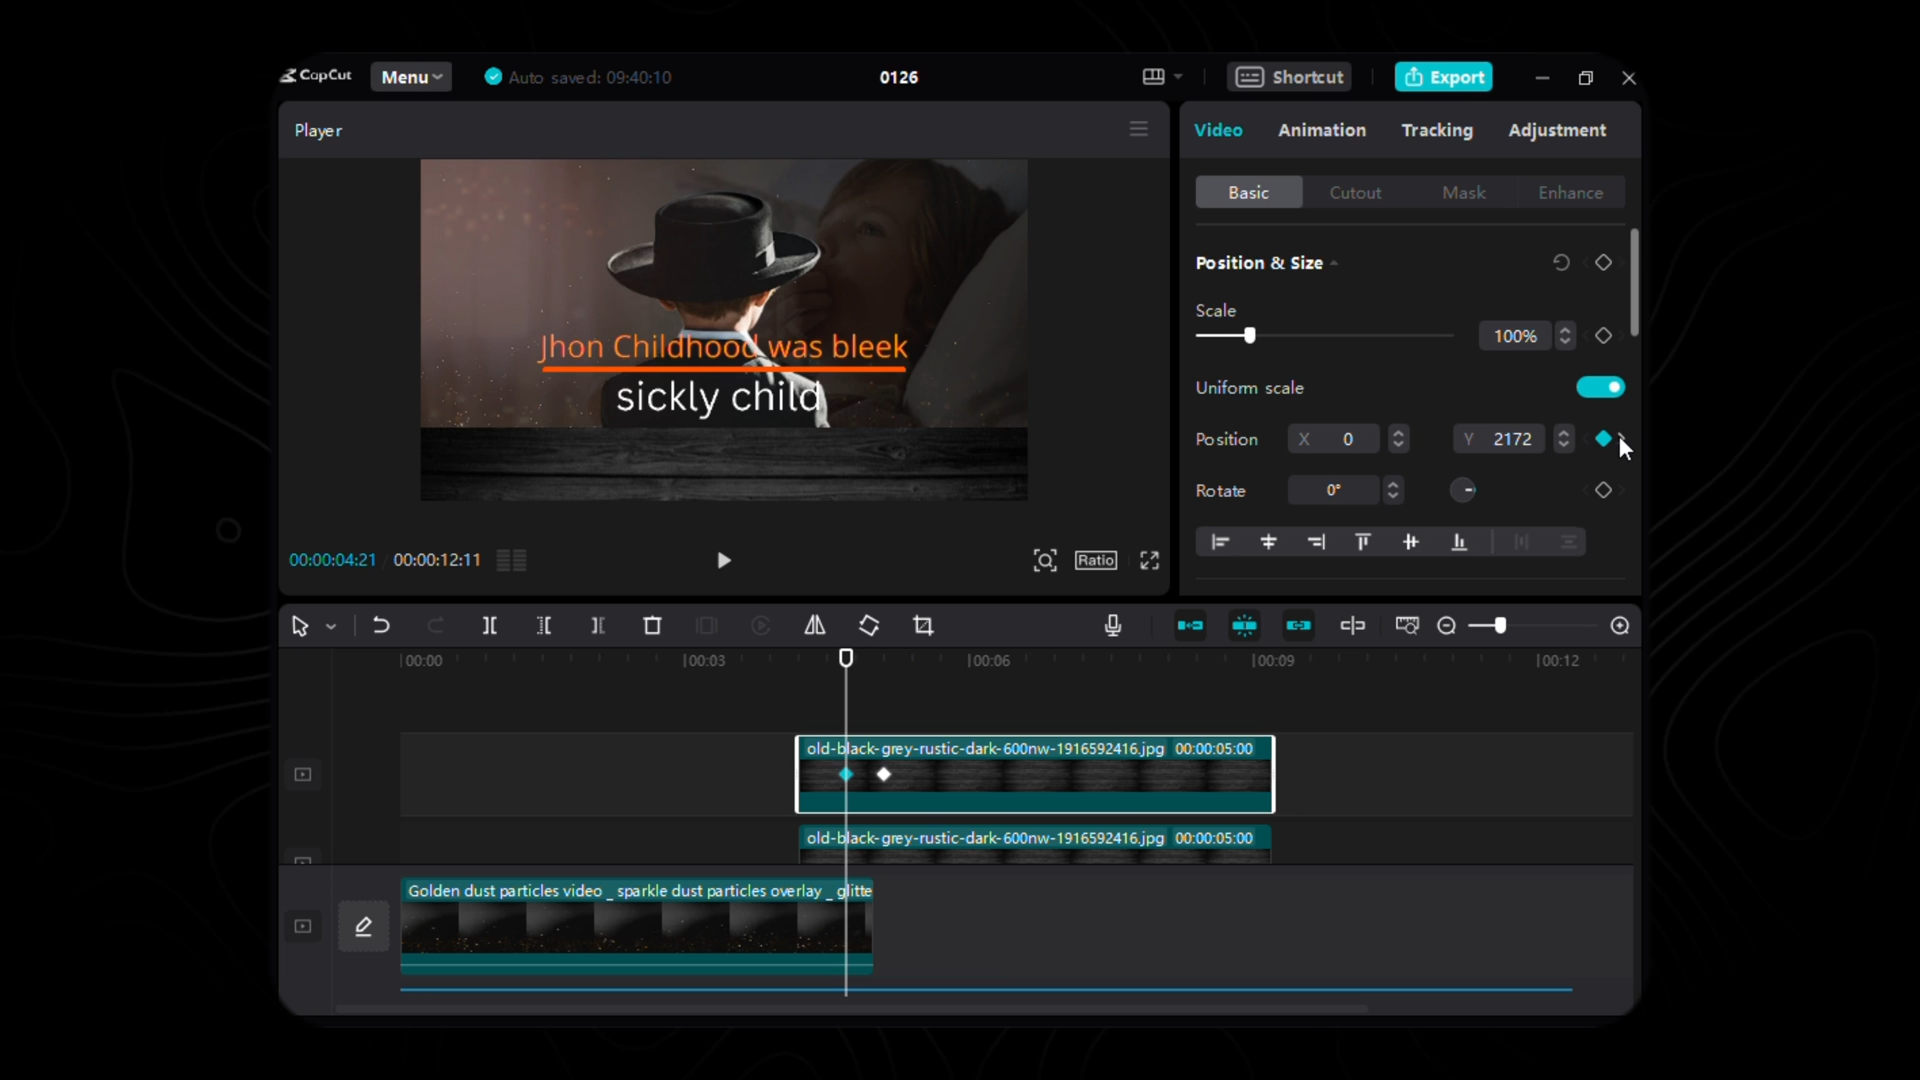 CapCut Menu Auto saved: 09:40:10 0126 Shortcut Export
Player
Video Animation Tracking Adjustment
Basic Cutout Mask Enhance
Position & Size
Scale
100%
Uniform scale
Position X 0 Y 2172
Rotate 0°
Jhon Childhood was bleek
sickly child
00:00:04:21 / 00:00:12:11 Ratio
00:00 00:03 00:06 00:09 00:12
old-black-grey-rustic-dark-600nw-1916592416.jpg 00:00:05:00
old-black-grey-rustic-dark-600nw-1916592416.jpg 00:00:05:00
Golden dust particles video _ sparkle dust particles overlay _ glitte